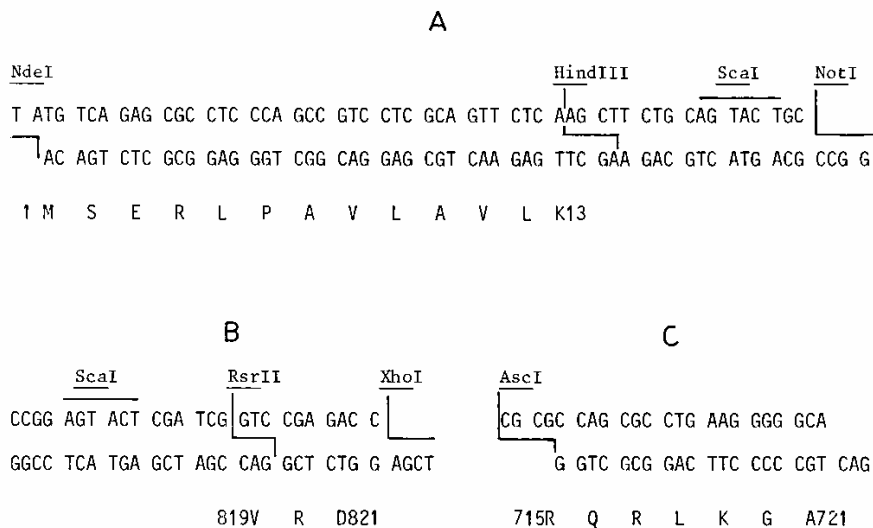 A
NdeI HindIII ScaI NotI
T ATG TCA GAG CGC CTC CCA GCC GTC CTC GCA GTT CTC AAG CTT CTG CAG TAC TGC
AC AGT CTC GCG GAG GGT CGG CAG GAG CGT CAA GAG TTC GAA GAC GTC ATG ACG CCG G
1 M S E R L P A V L A V L K13
B C
ScaI RsrII XhoI AscI
CCGG AGT ACT CGA TCG GTC CGA GAC C CG CGC CAG CGC CTG AAG GGG GCA
GGCC TCA TGA GCT AGC CAG GCT CTG G AGCT G GTC GCG GAC TTC CCC CGT CAG
819V R D821 715R Q R L K G A721